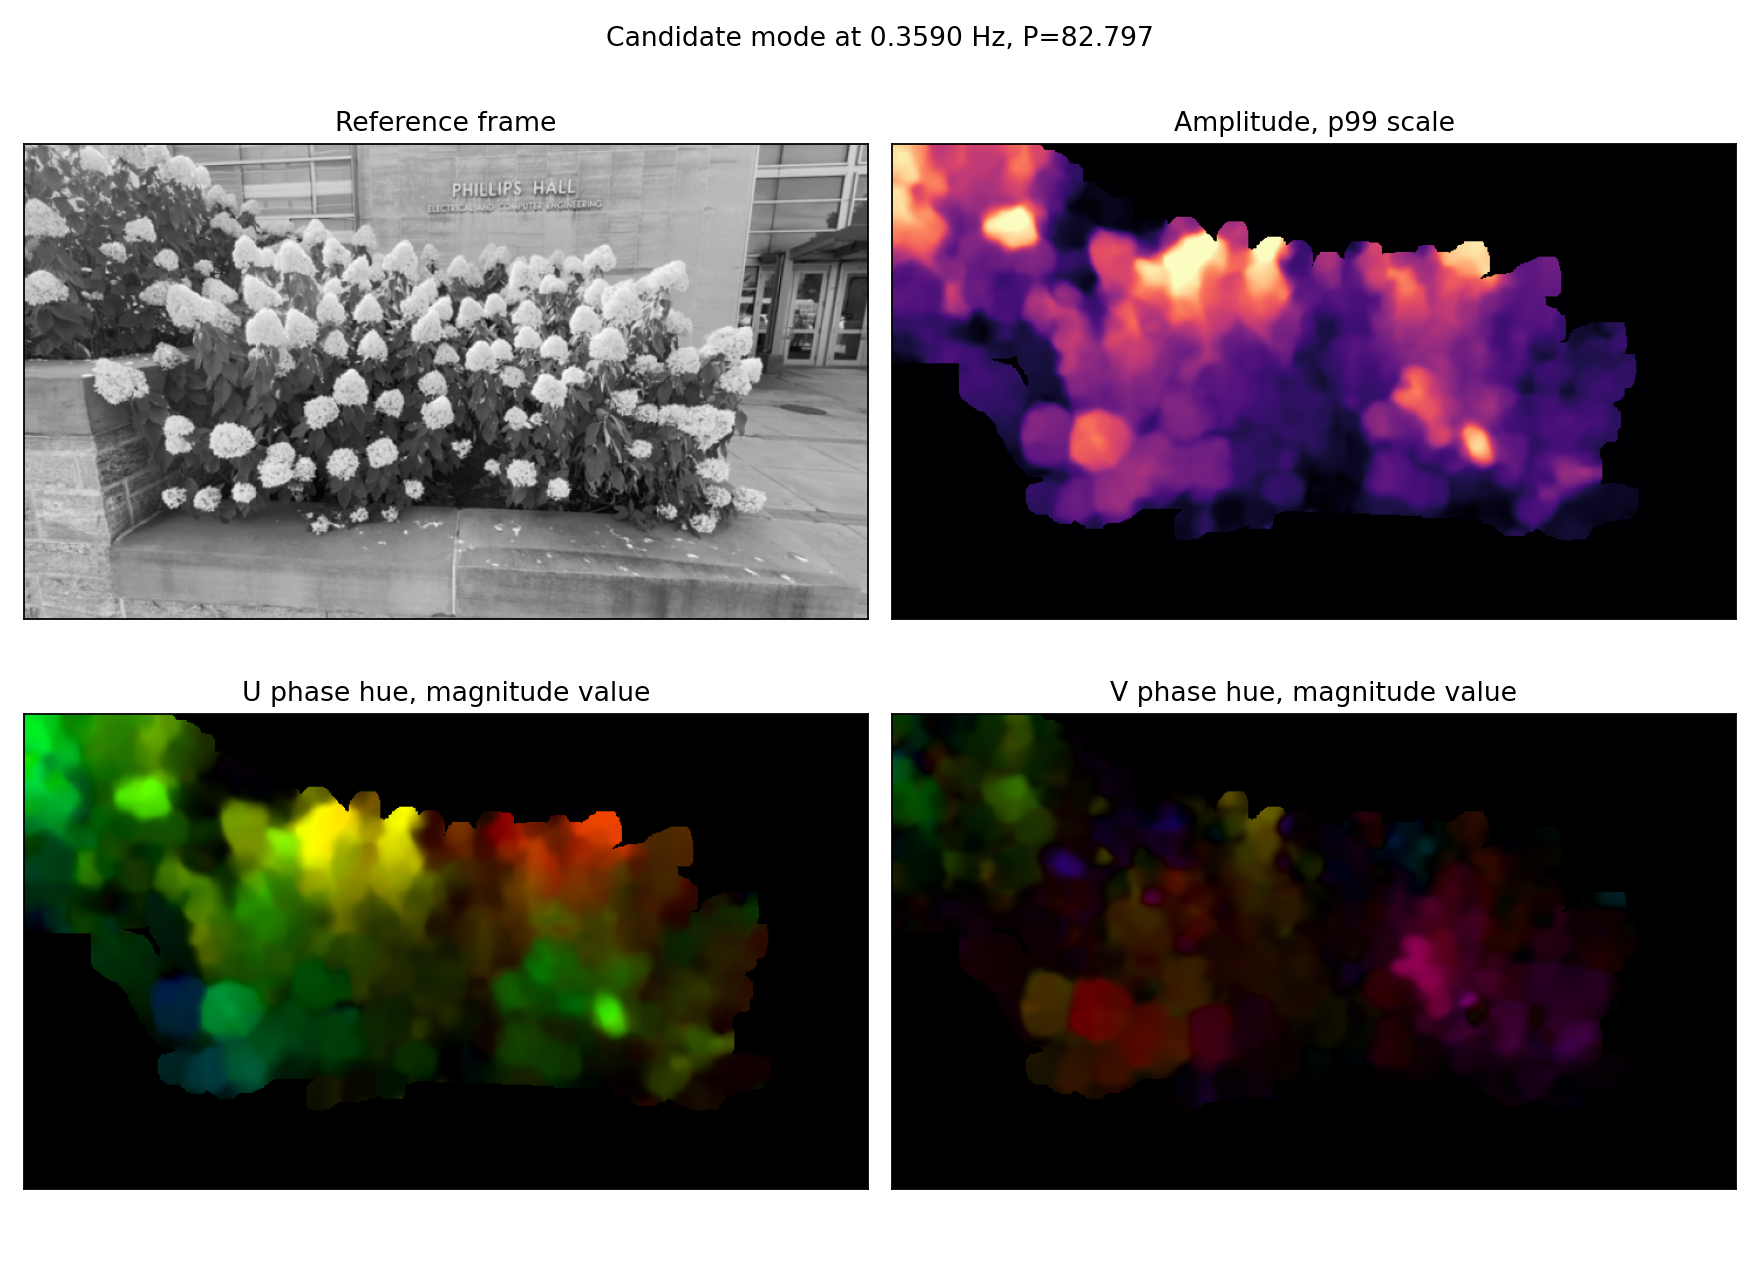 Candidate mode at 0.3590 Hz, P=82.797
Reference frame
Amplitude, p99 scale
PHILLIPS HALL
ELECTRICAL AND COMPUTER ENGINEERING
U phase hue, magnitude value
V phase hue, magnitude value